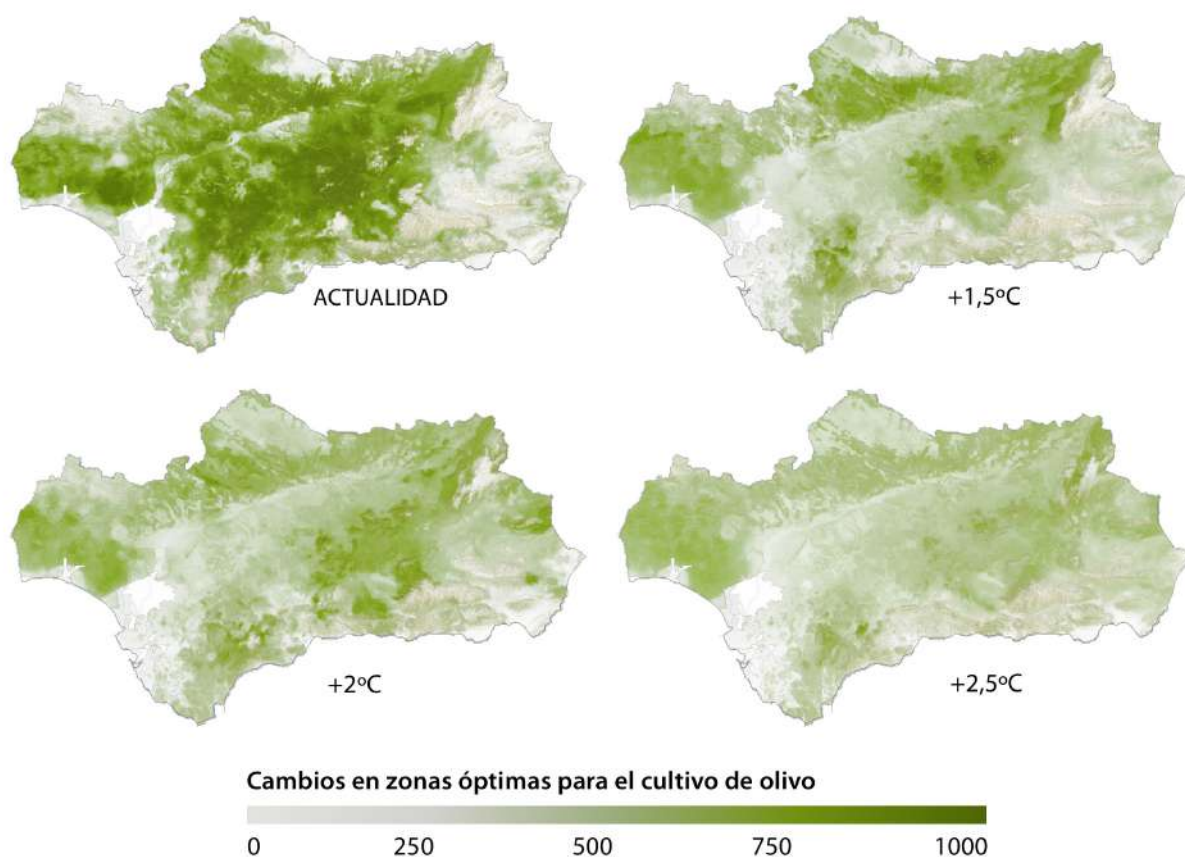 ACTUALIDAD
+1,5ºC
+2ºC
+2,5ºC
Cambios en zonas óptimas para el cultivo de olivo
0 250 500 750 1000